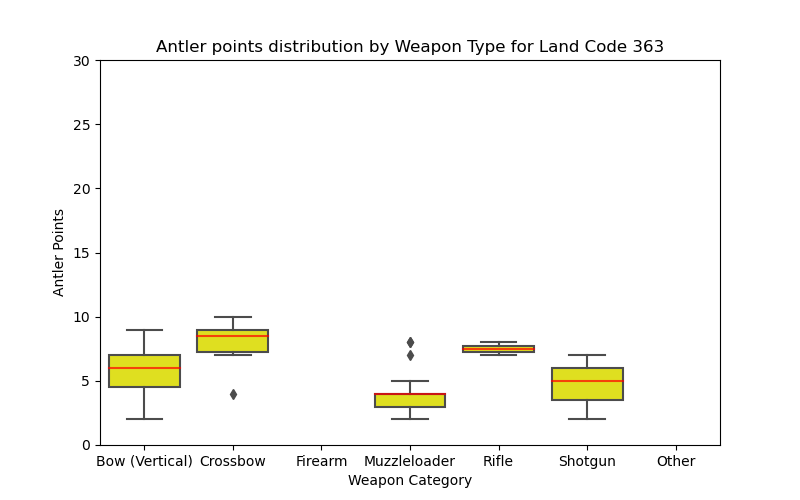 Antler points distribution by Weapon Type for Land Code 363
30
25
20
15
10
5
0
Antler Points
Bow (Vertical) Crossbow Firearm Muzzleloader Rifle Shotgun Other
Weapon Category